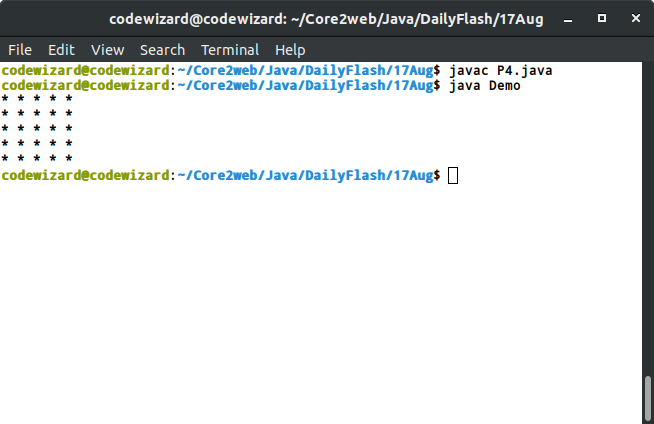 codewizard@codewizard: ~/Core2web/Java/DailyFlash/17Aug
File Edit View Search Terminal Help
codewizard@codewizard:~/Core2web/Java/DailyFlash/17Aug$ javac P4.java
codewizard@codewizard:~/Core2web/Java/DailyFlash/17Aug$ java Demo
* * * * *
* * * * *
* * * * *
* * * * *
* * * * *
codewizard@codewizard:~/Core2web/Java/DailyFlash/17Aug$